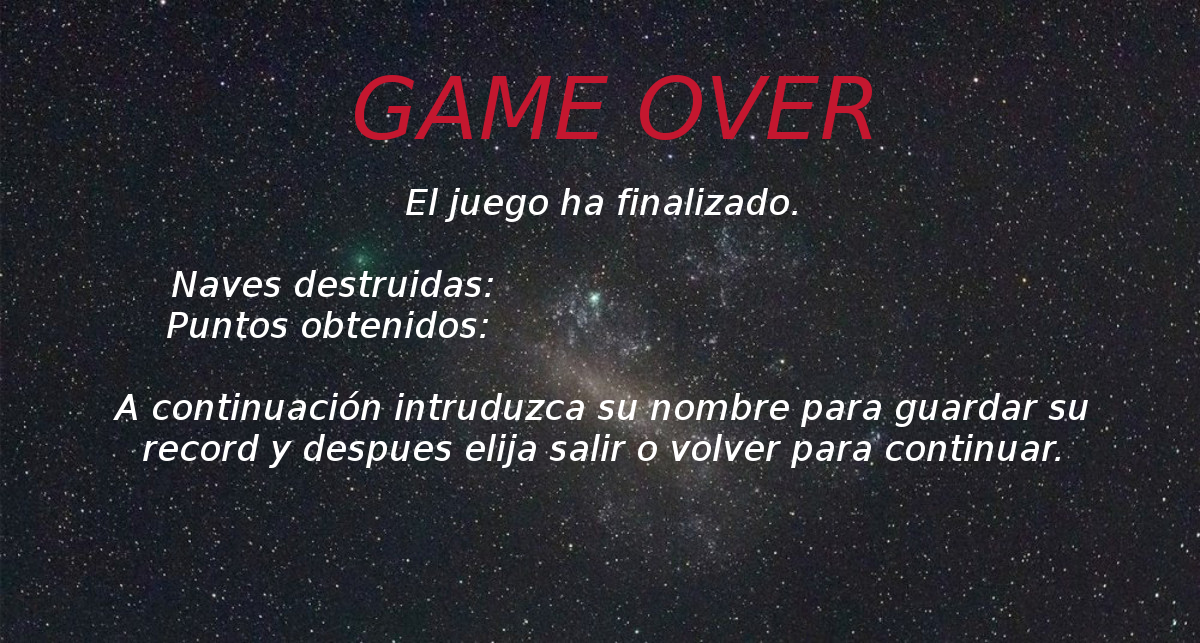 GAME OVER
El juego ha finalizado.
Naves destruidas:
Puntos obtenidos:
A continuación intruduzca su nombre para guardar su
record y despues elija salir o volver para continuar.